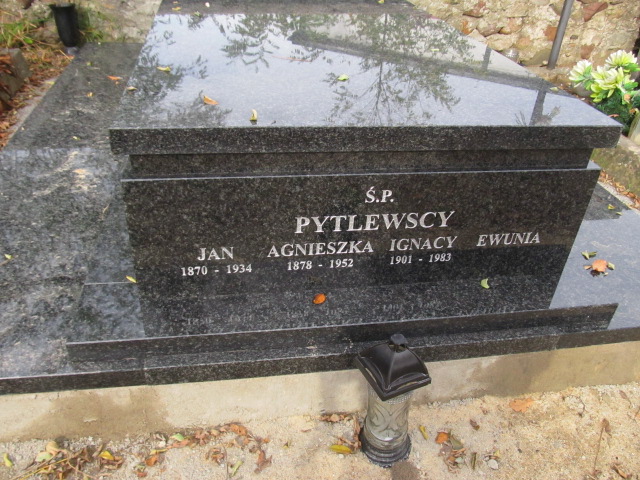 Ś.P.
PYTLEWSCY
JAN AGNIESZKA IGNACY EWUNIA
1870 - 1934 1878 - 1952 1901 - 1983